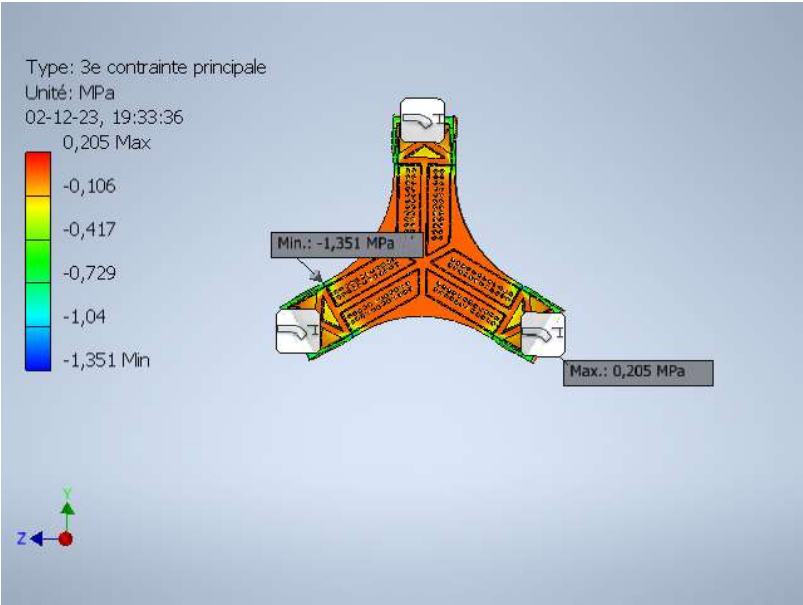 Type: 3e contrainte principale
Unité: MPa
02-12-23, 19:33:36
0,205 Max
-0,106
-0,417
-0,729
-1,04
-1,351 Min
Min.: -1,351 MPa
Max.: 0,205 MPa
Y
Z